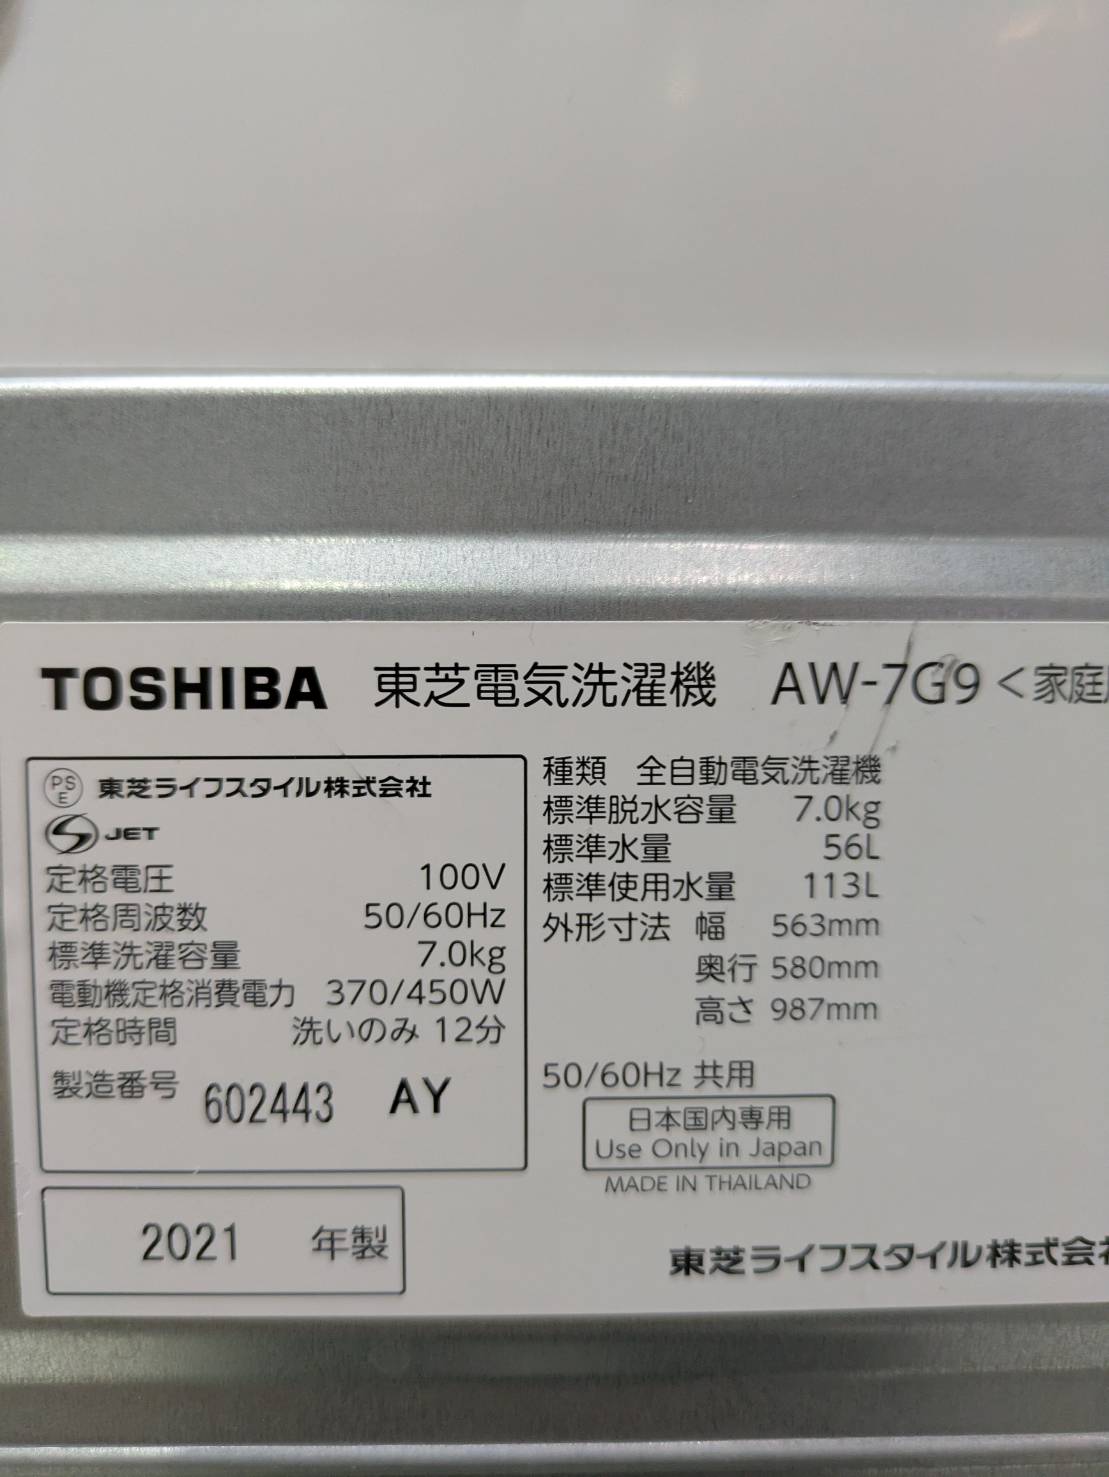 TOSHIBA 東芝電気洗濯機 AW-7G9 <家庭
PS
E
東芝ライフスタイル株式会社
S JET
定格電圧 100V
定格周波数 50/60Hz
標準洗濯容量 7.0kg
電動機定格消費電力 370/450W
定格時間 洗いのみ 12分
製造番号 602443 AY
2021 年製
種類 全自動電気洗濯機
標準脱水容量 7.0kg
標準水量 56L
標準使用水量 113L
外形寸法 幅 563mm
奥行 580mm
高さ 987mm
50/60Hz 共用
日本国内専用
Use Only in Japan
MADE IN THAILAND
東芝ライフスタイル株式会